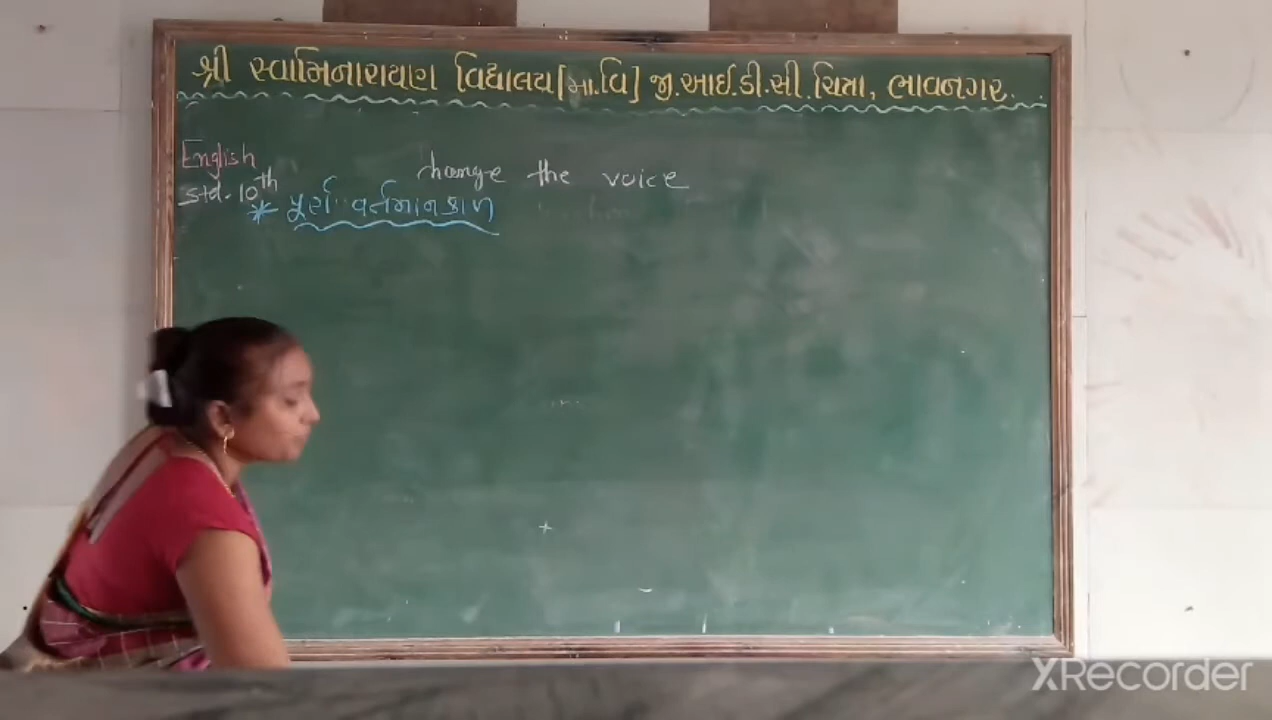 શ્રી સ્વામિનારાયણ વિદ્યાલય [મા.વિ] જી.આઈ.ડી.સી. ચિત્રા, ભાવનગર.
English
change the voice
Std-10th
* પૂર્ણ વર્તમાનકાળ
XRecorder